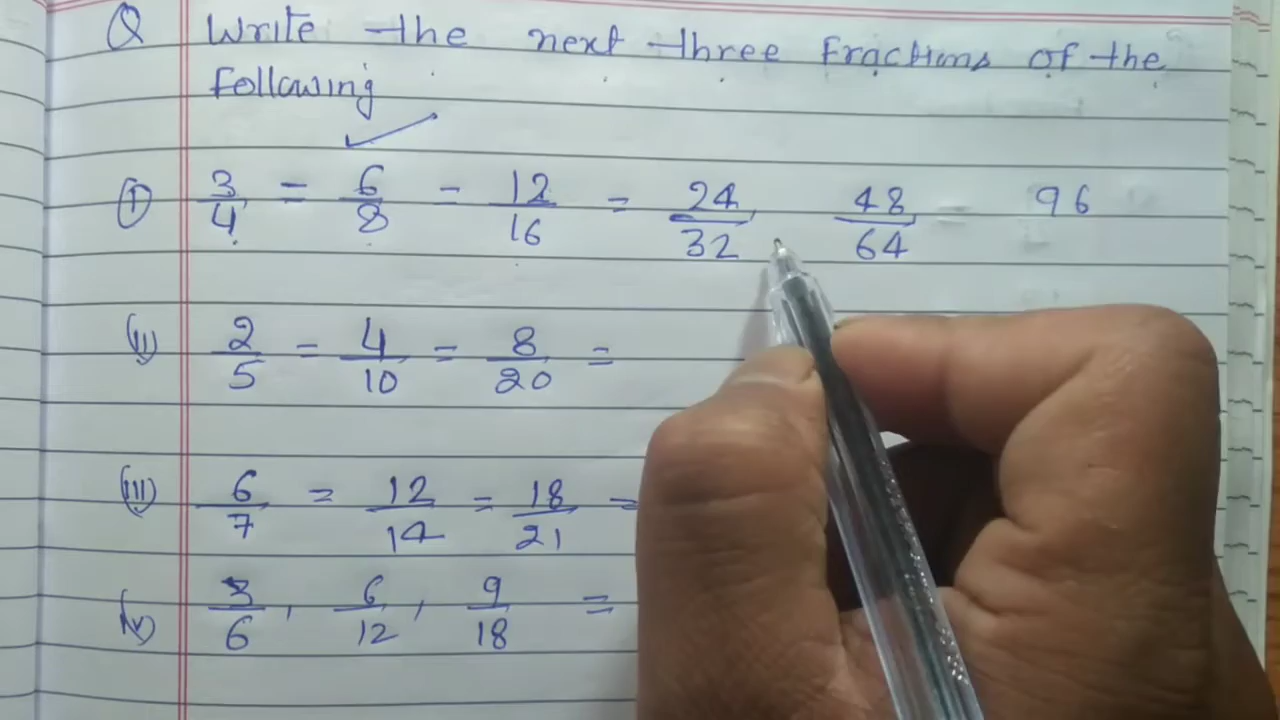 Q Write the next three fractions of the
following
(i) 3/4 = 6/8 = 12/16 = 24/32, 48/64 = 96
(ii) 2/5 = 4/10 = 8/20 =
(iii) 6/7 = 12/14 = 18/21 =
(iv) 3/6, 6/12, 9/18 =